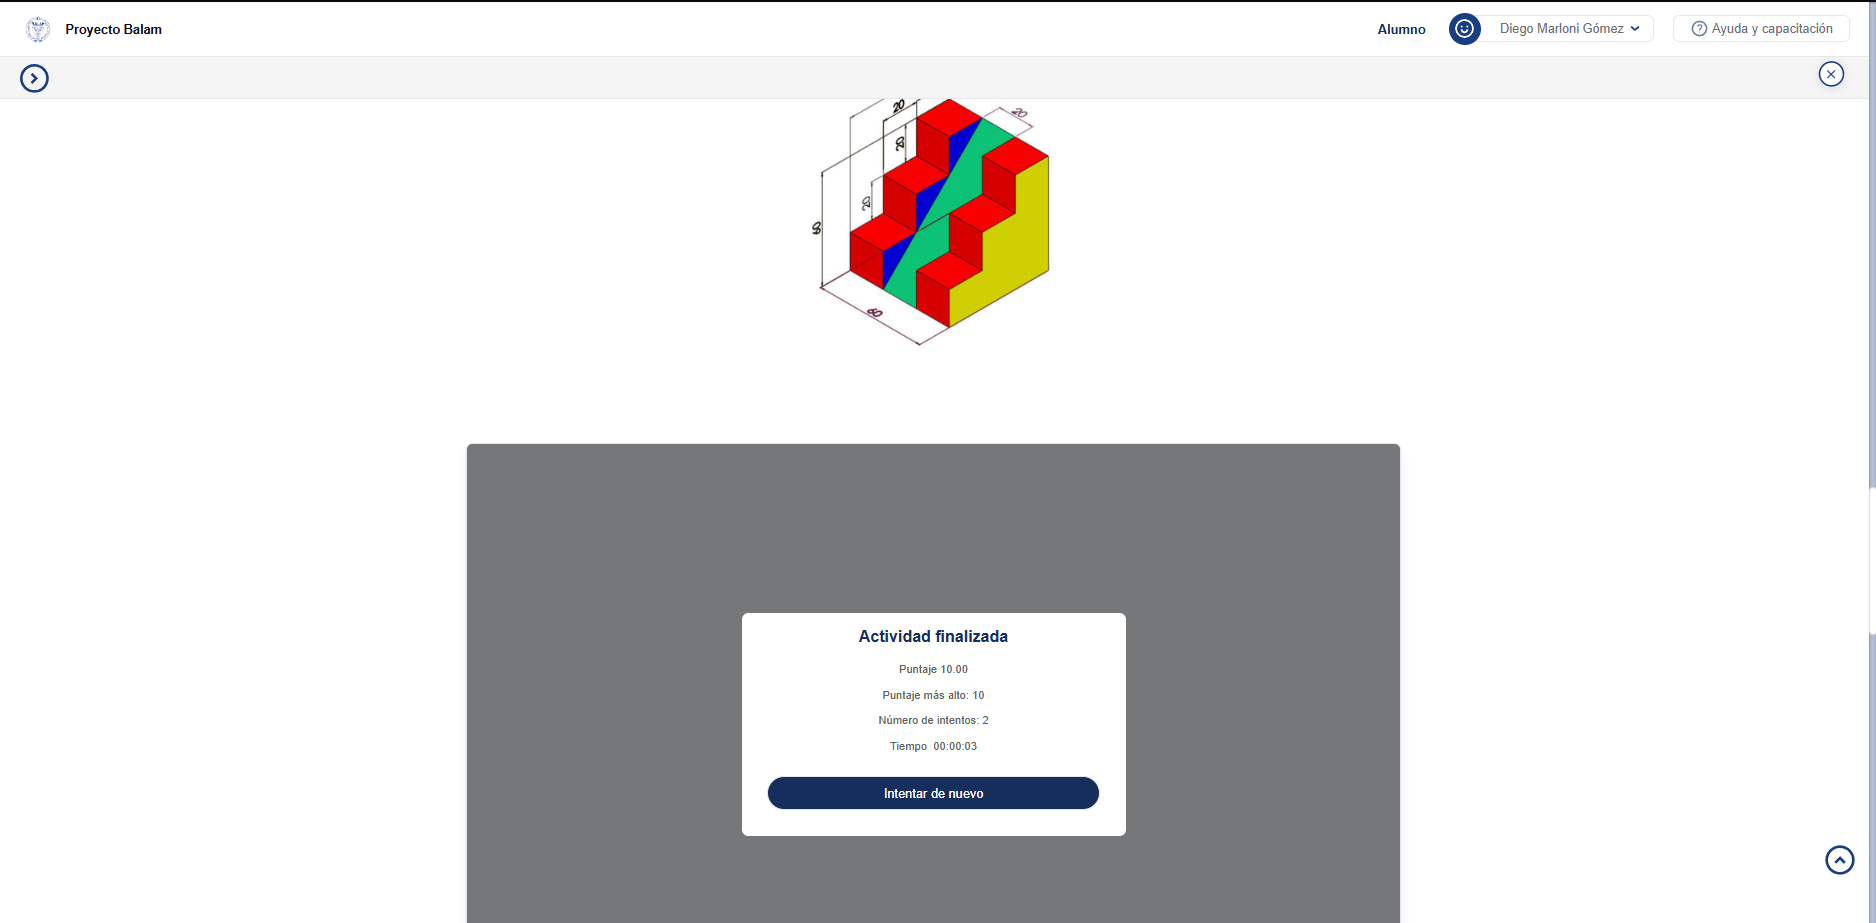 Proyecto Balam
Alumno
Diego Marloni Gómez
Ayuda y capacitación
20
20
20
20
60
60
Actividad finalizada
Puntaje 10.00
Puntaje más alto: 10
Número de intentos: 2
Tiempo 00:00:03
Intentar de nuevo